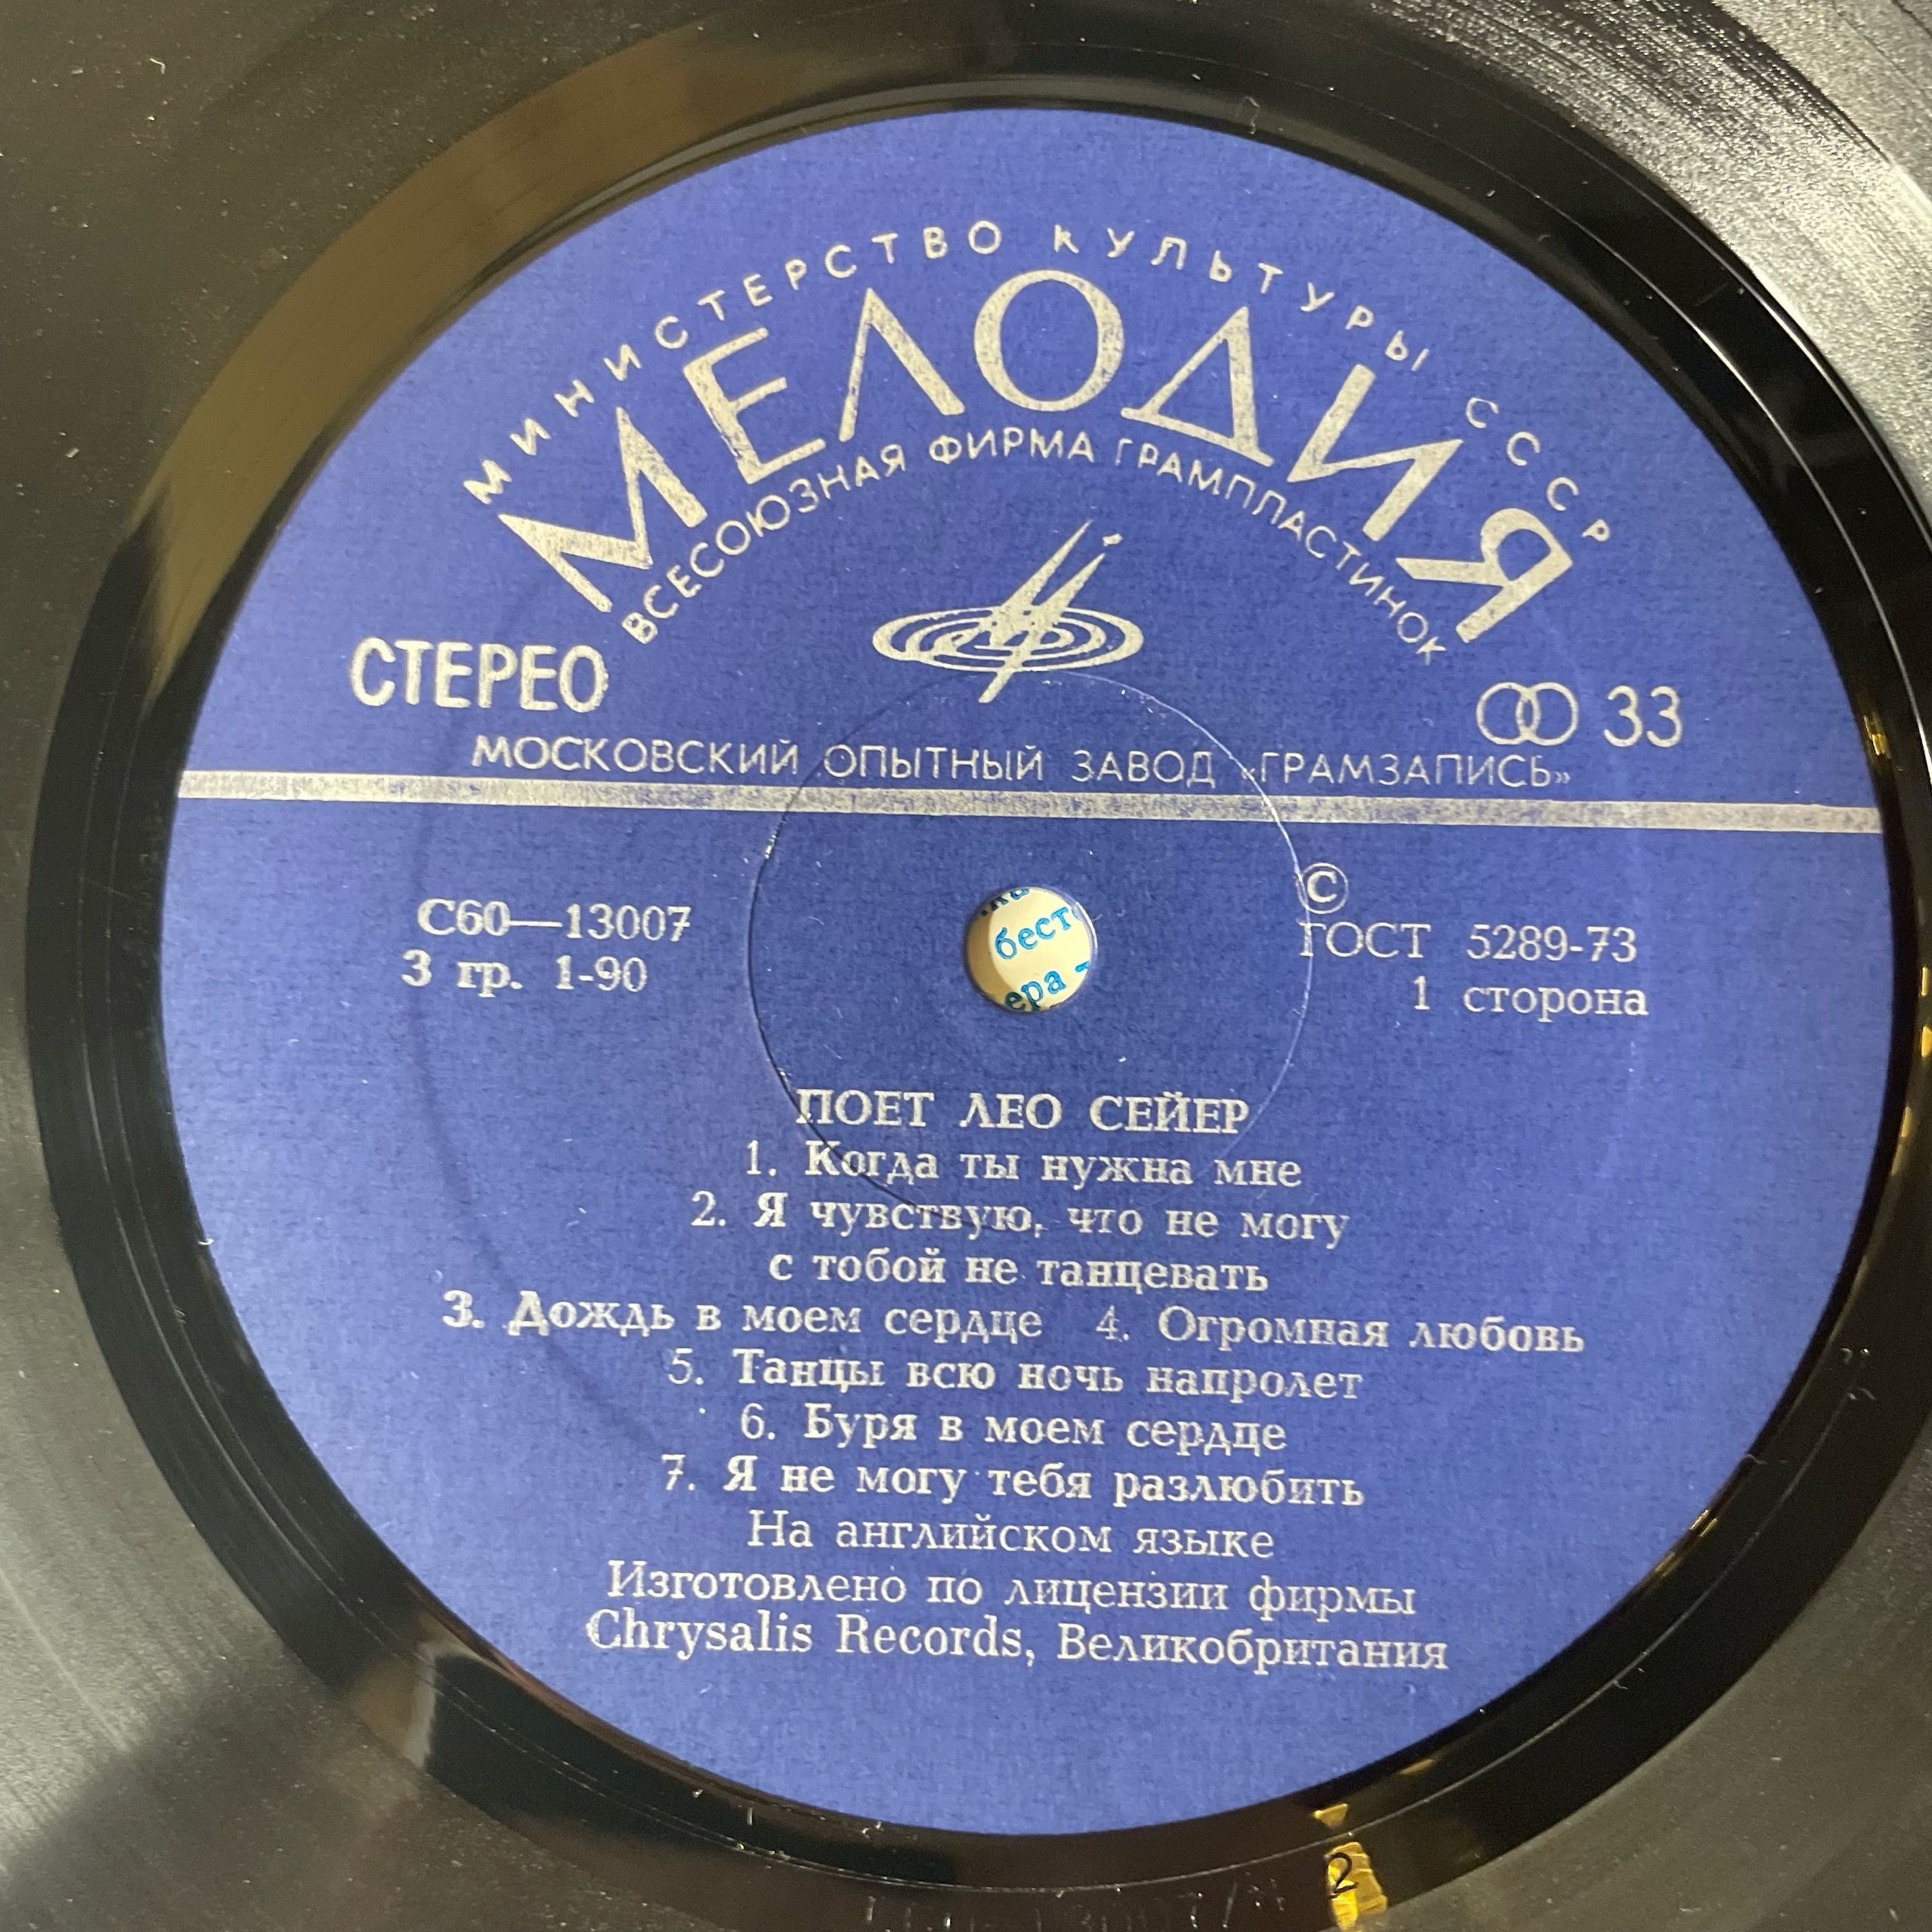 МИНИСТЕРСТВО КУЛЬТУРЫ СССР
МЕЛОДИЯ
ВСЕСОЮЗНАЯ ФИРМА ГРАМПЛАСТИНОК
СТЕРЕО
33
МОСКОВСКИЙ ОПЫТНЫЙ ЗАВОД «ГРАМЗАПИСЬ»
С60—13007
3 гр. 1-90
©
ГОСТ 5289-73
1 сторона
ПОЕТ ЛЕО СЕЙЕР
1. Когда ты нужна мне
2. Я чувствую, что не могу
с тобой не танцевать
3. Дождь в моем сердце 4. Огромная любовь
5. Танцы всю ночь напролет
6. Буря в моем сердце
7. Я не могу тебя разлюбить
На английском языке
Изготовлено по лицензии фирмы
Chrysalis Records, Великобритания
2